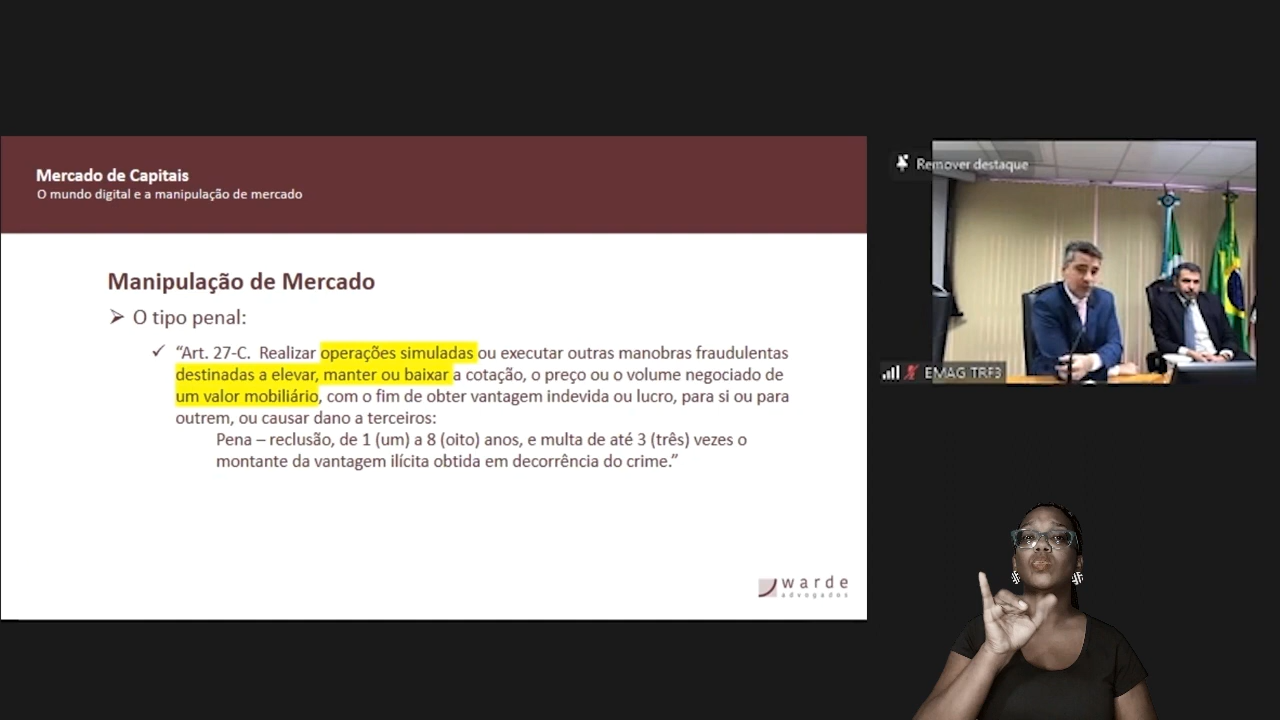 Mercado de Capitais
O mundo digital e a manipulação de mercado
Remover destaque
Manipulação de Mercado
➢ O tipo penal:
✓ “Art. 27-C. Realizar operações simuladas ou executar outras manobras fraudulentas
destinadas a elevar, manter ou baixar a cotação, o preço ou o volume negociado de
um valor mobiliário, com o fim de obter vantagem indevida ou lucro, para si ou para
outrem, ou causar dano a terceiros:
Pena – reclusão, de 1 (um) a 8 (oito) anos, e multa de até 3 (três) vezes o
montante da vantagem ilícita obtida em decorrência do crime.”
EMAG TRF3
warde
advogados